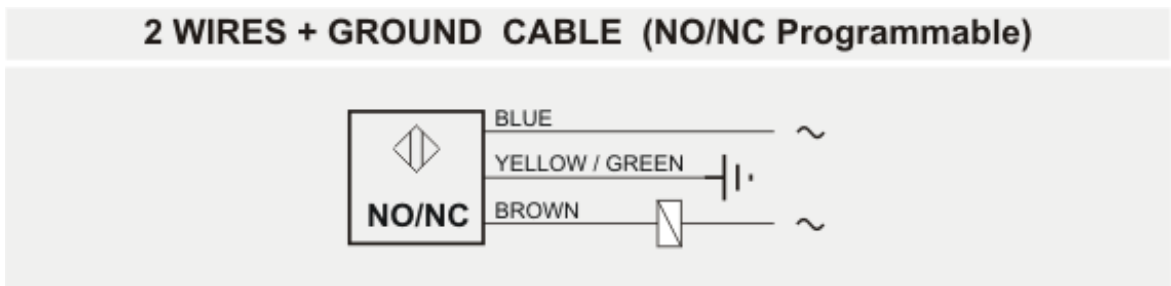 2 WIRES + GROUND CABLE (NO/NC Programmable)
BLUE
~
YELLOW / GREEN
NO/NC
BROWN
~